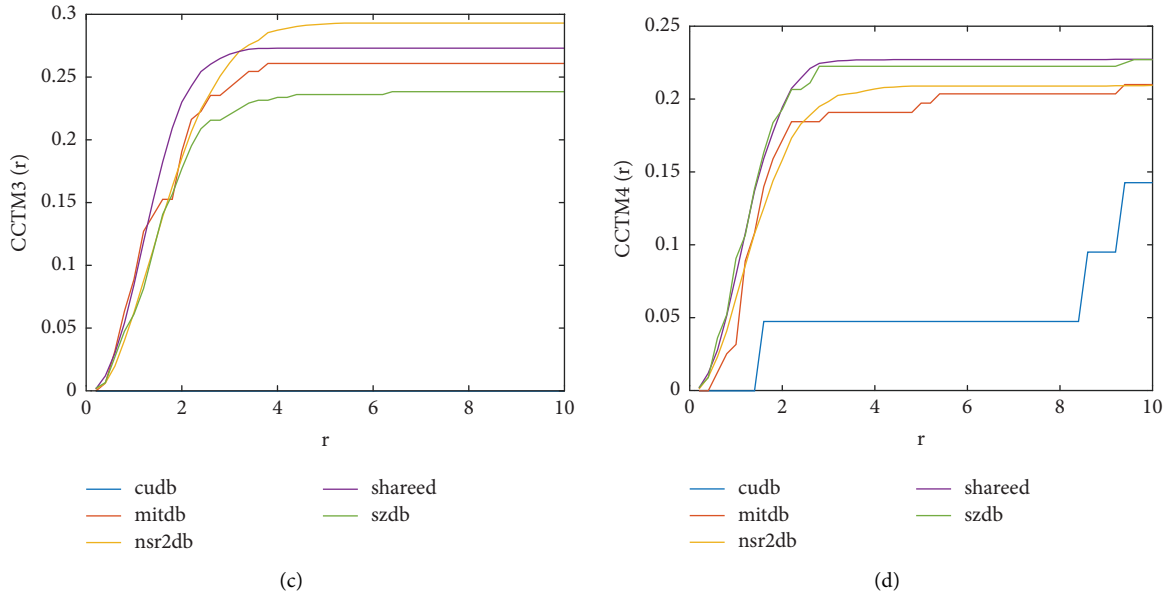 0.3
0.25
0.2
0.15
0.1
0.05
0
CCTM3 (r)
0 2 4 6 8 10
r
cudb
mitdb
nsr2db
shareed
szdb
(c)
0.25
0.2
0.15
0.1
0.05
0
CCTM4 (r)
0 2 4 6 8 10
r
cudb
mitdb
nsr2db
shareed
szdb
(d)